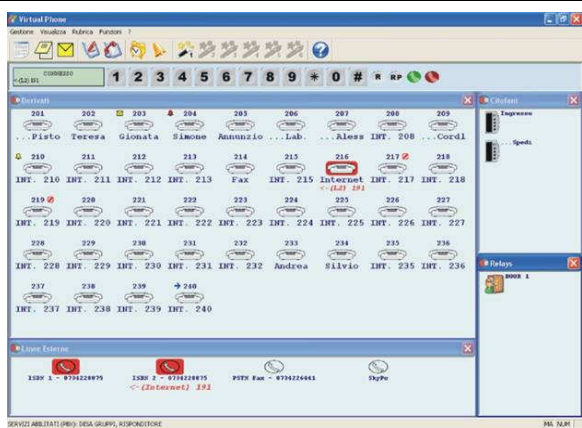 Virtual Phone
Gestione Visualizza Rubrica Funzioni ?
CONNESSO
<-(L2) 191
1 2 3 4 5 6 7 8 9 * 0 # R RP
Derivati
201 202 203 204 205 206 207 208 209
...Pisto Teresa Gionata Simone Annunzio ...Lab. ...Aless INT. 208 ...Cordl
210 211 212 213 214 215 216 217 218
INT. 210 INT. 211 INT. 212 INT. 213 Fax INT. 215 Internet INT. 217 INT. 218
<-(L2) 191
219 220 221 222 223 224 225 226 227
INT. 219 INT. 220 INT. 221 INT. 222 INT. 223 INT. 224 INT. 225 INT. 226 INT. 227
228 229 230 231 232 233 234 235 236
INT. 228 INT. 229 INT. 230 INT. 231 INT. 232 Andrea Silvio INT. 235 INT. 236
237 238 239 240
INT. 237 INT. 238 INT. 239 INT. 240
Citofoni
Ingresso
...Spedi
Relays
DOOR 1
Linee Esterne
ISDN 1 - 0734228075 ISDN 2 - 0734228075 PSTN Fax - 0734226441 SkyPe
<-(Internet) 191
SERVIZI ABILITATI (PBX): DISA GRUPPI, RISPONDITORE
MA NUM